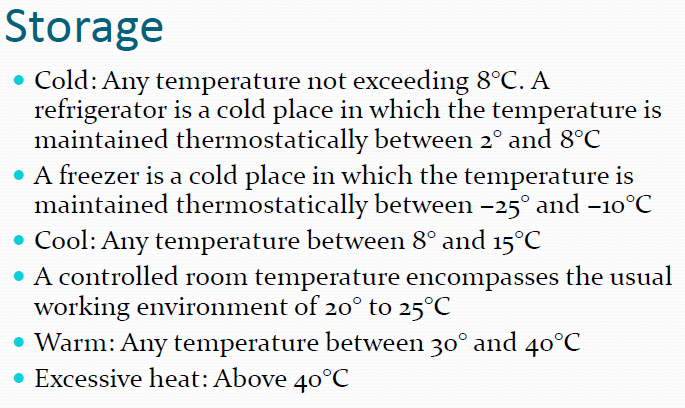 Storage
• Cold: Any temperature not exceeding 8°C. A
refrigerator is a cold place in which the temperature is
maintained thermostatically between 2° and 8°C
• A freezer is a cold place in which the temperature is
maintained thermostatically between –25° and –10°C
• Cool: Any temperature between 8° and 15°C
• A controlled room temperature encompasses the usual
working environment of 20° to 25°C
• Warm: Any temperature between 30° and 40°C
• Excessive heat: Above 40°C